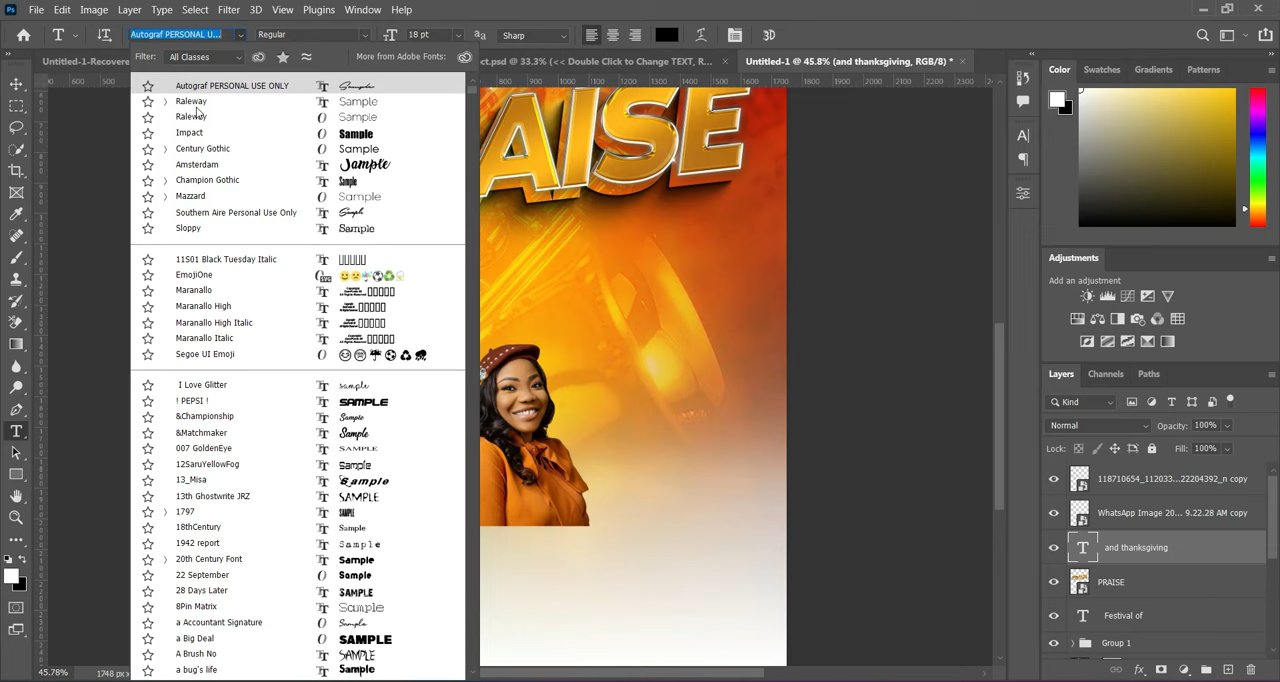 Ps File Edit Image Layer Type Select Filter 3D View Plugins Window Help
T Autograf PERSONAL U... Regular 18 pt aa Sharp 3D
Filter: All Classes More from Adobe Fonts:
Untitled-1-Recovere ct.psd @ 33.3% (<< Double Click to Change TEXT, R... Untitled-1 @ 45.8% (and thanksgiving, RGB/8) *
Autograf PERSONAL USE ONLY Sample
Raleway Sample
Raleway Sample
Impact Sample
Century Gothic Sample
Amsterdam Sample
Champion Gothic Sample
Mazzard Sample
Southern Aire Personal Use Only Sample
Sloppy Sample
11S01 Black Tuesday Italic
EmojiOne
Maranallo
Maranallo High
Maranallo High Italic
Maranallo Italic
Segoe UI Emoji
I Love Glitter sample
! PEPSI ! SAMPLE
&Championship Sample
&Matchmaker Sample
007 GoldenEye SAMPLE
12SaruYellowFog Sample
13_Misa Sample
13th Ghostwrite JRZ SAMPLE
1797 SAMPLE
18thCentury Sample
1942 report Sample
20th Century Font Sample
22 September Sample
28 Days Later SAMPLE
8Pin Matrix Sample
a Accountant Signature Sample
a Big Deal SAMPLE
A Brush No SAMPLE
a bug's life Sample
AISE
45.78% 1748 px
Color Swatches Gradients Patterns
Adjustments
Add an adjustment
Layers Channels Paths
Kind
Normal Opacity: 100%
Lock: Fill: 100%
118710654_112033...22204392_n copy
WhatsApp Image 20... 9.22.28 AM copy
T and thanksgiving
PRAISE
T Festival of
Group 1